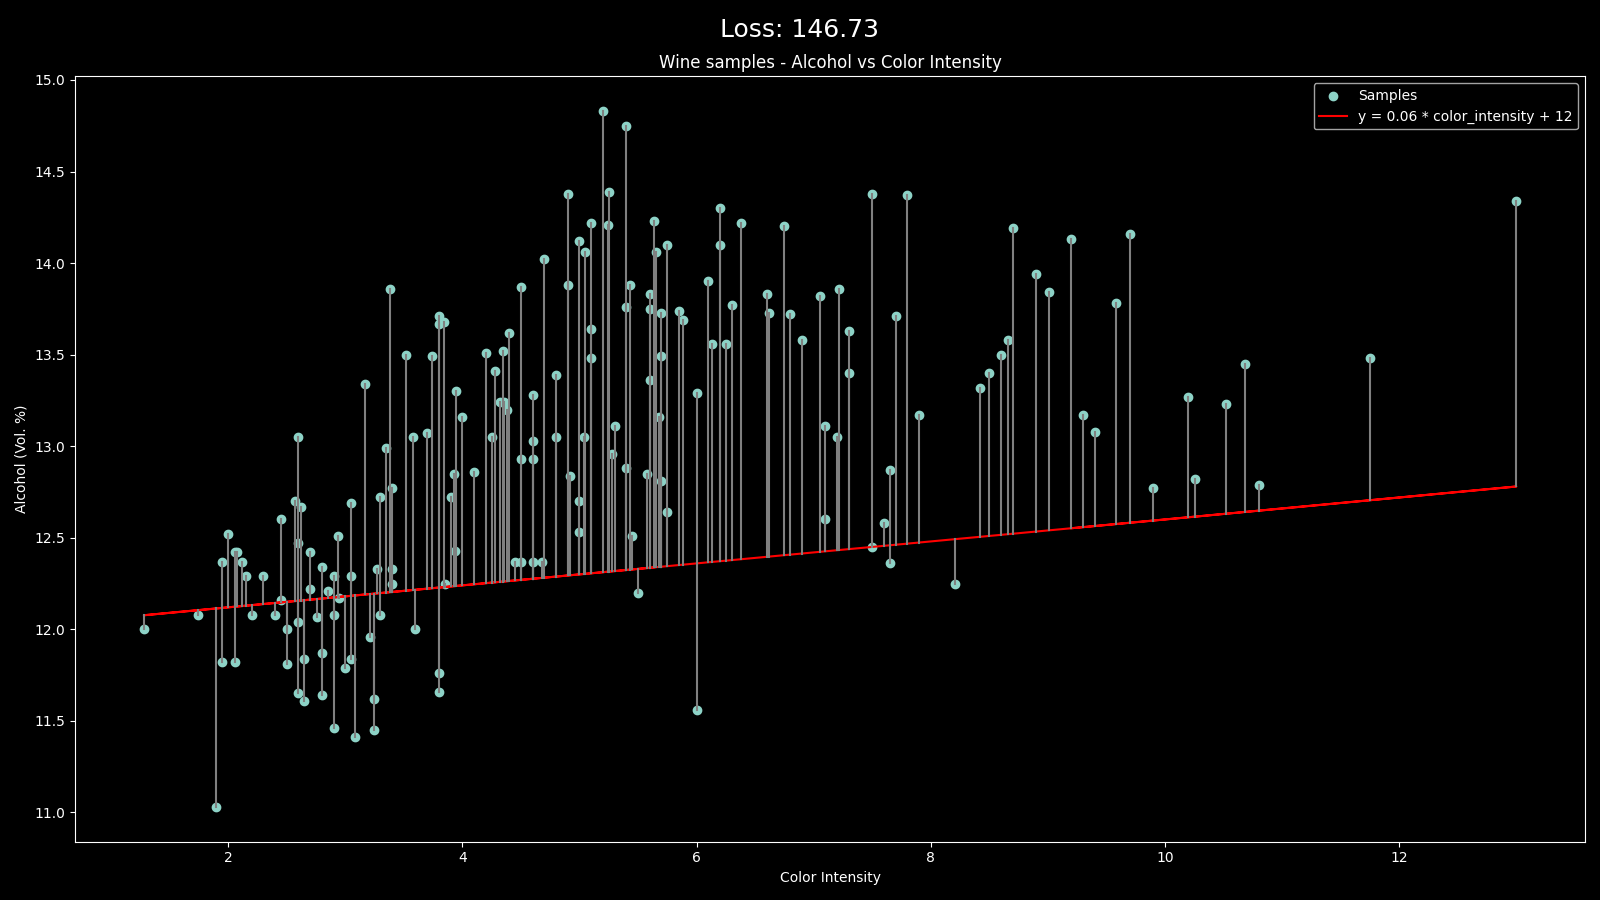 Loss: 146.73
Wine samples - Alcohol vs Color Intensity
Samples
y = 0.06 * color_intensity + 12
Alcohol (Vol. %)
15.0
14.5
14.0
13.5
13.0
12.5
12.0
11.5
11.0
2 4 6 8 10 12
Color Intensity